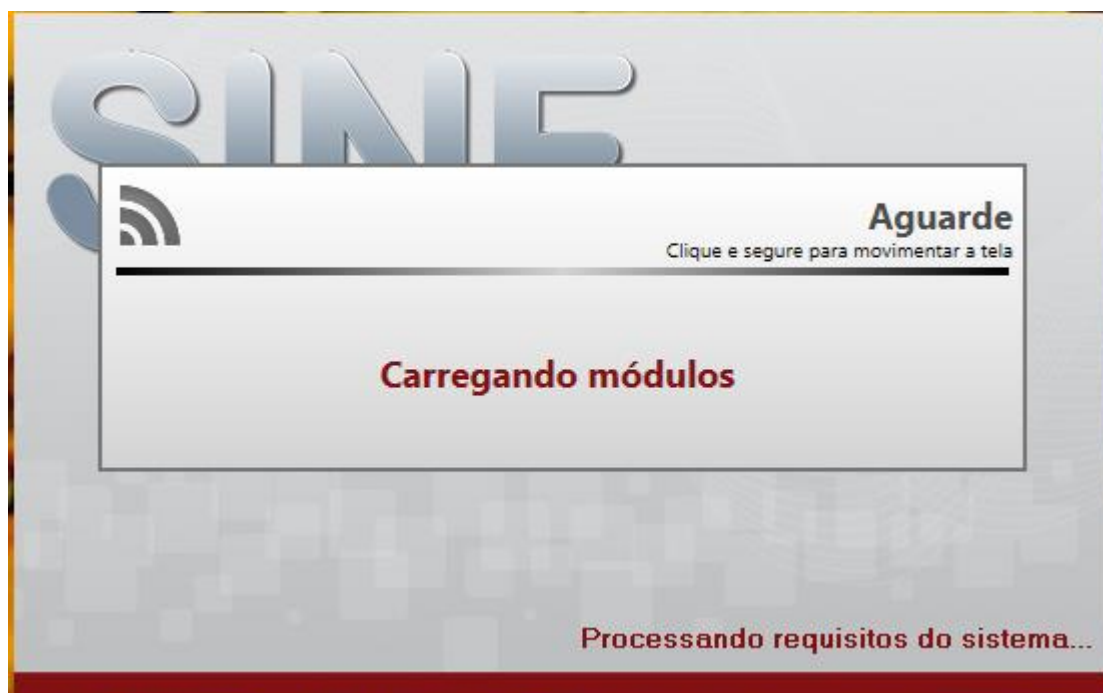 SINE
Aguarde
Clique e segure para movimentar a tela
Carregando módulos
Processando requisitos do sistema...